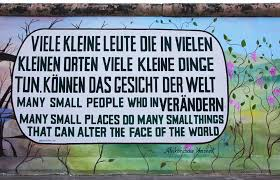 VIELE KLEINE LEUTE DIE IN VIELEN
KLEINEN ORTEN VIELE KLEINE DINGE
TUN, KÖNNEN DAS GESICHT DER WELT
MANY SMALL PEOPLE WHO IN VERÄNDERN
MANY SMALL PLACES DO MANY SMALL THINGS
THAT CAN ALTER THE FACE OF THE WORLD